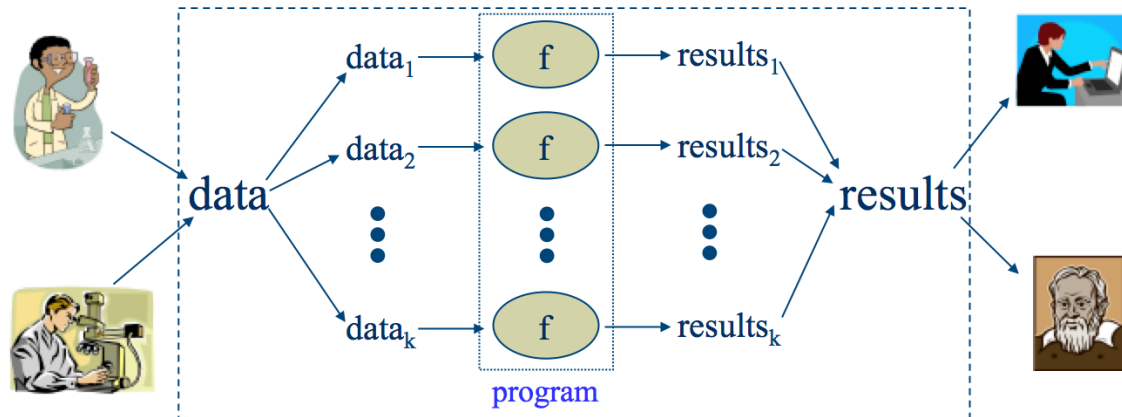 data₁ f results₁
data₂ f results₂
data results
dataₖ f resultsₖ
program